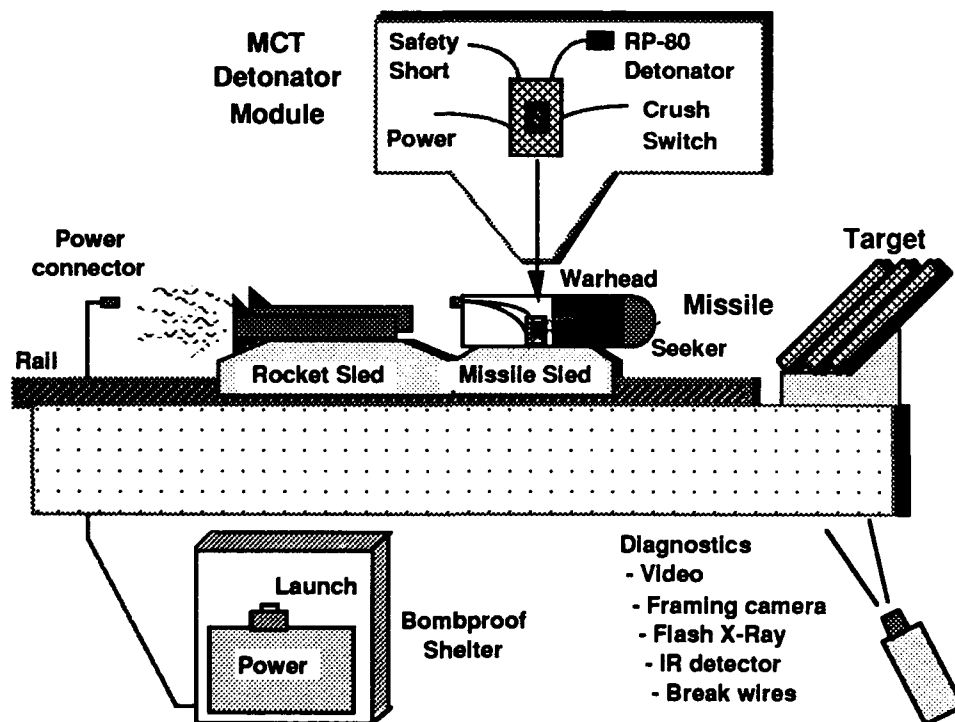 MCT
Detonator
Module
Safety
Short
RP-80
Detonator
Power
Crush
Switch
Power
connector
Warhead
Target
Missile
Seeker
Rail
Rocket Sled
Missile Sled
Launch
Power
Bombproof
Shelter
Diagnostics
- Video
- Framing camera
- Flash X-Ray
- IR detector
- Break wires